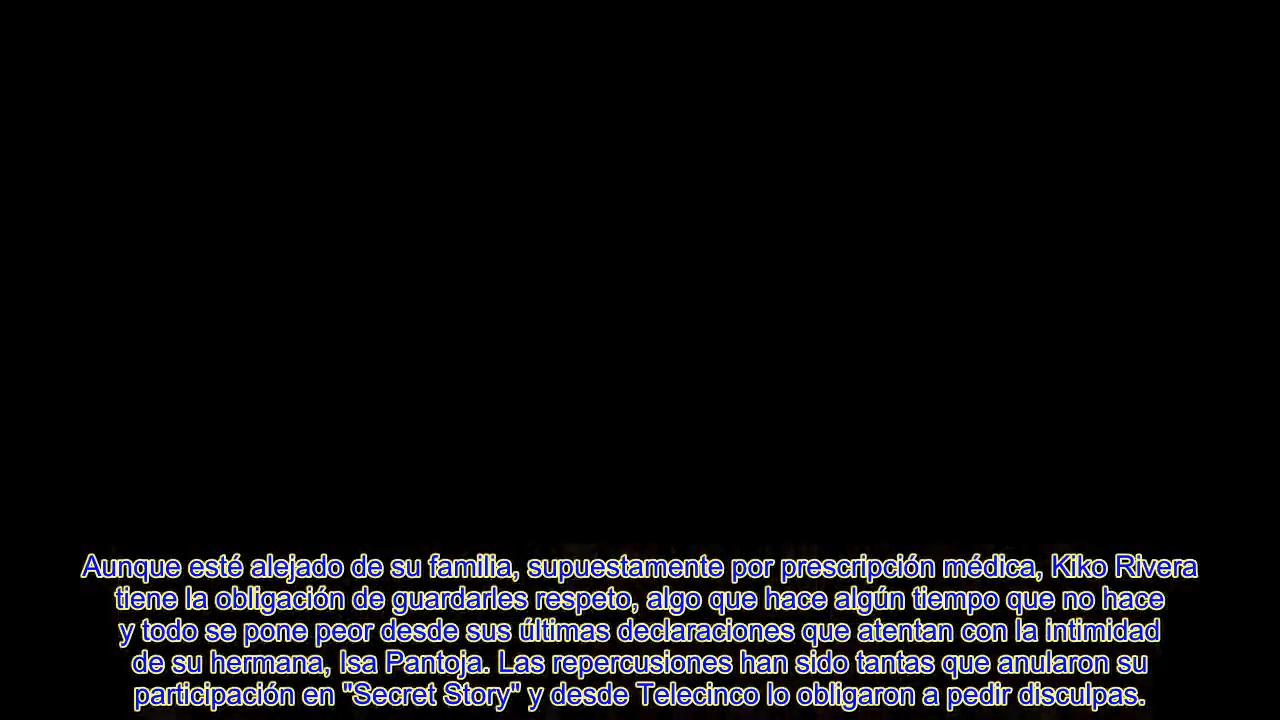 Aunque esté alejado de su familia, supuestamente por prescripción médica, Kiko Rivera
tiene la obligación de guardarles respeto, algo que hace algún tiempo que no hace
y todo se pone peor desde sus últimas declaraciones que atentan con la intimidad
de su hermana, Isa Pantoja. Las repercusiones han sido tantas que anularon su
participación en "Secret Story" y desde Telecinco lo obligaron a pedir disculpas.